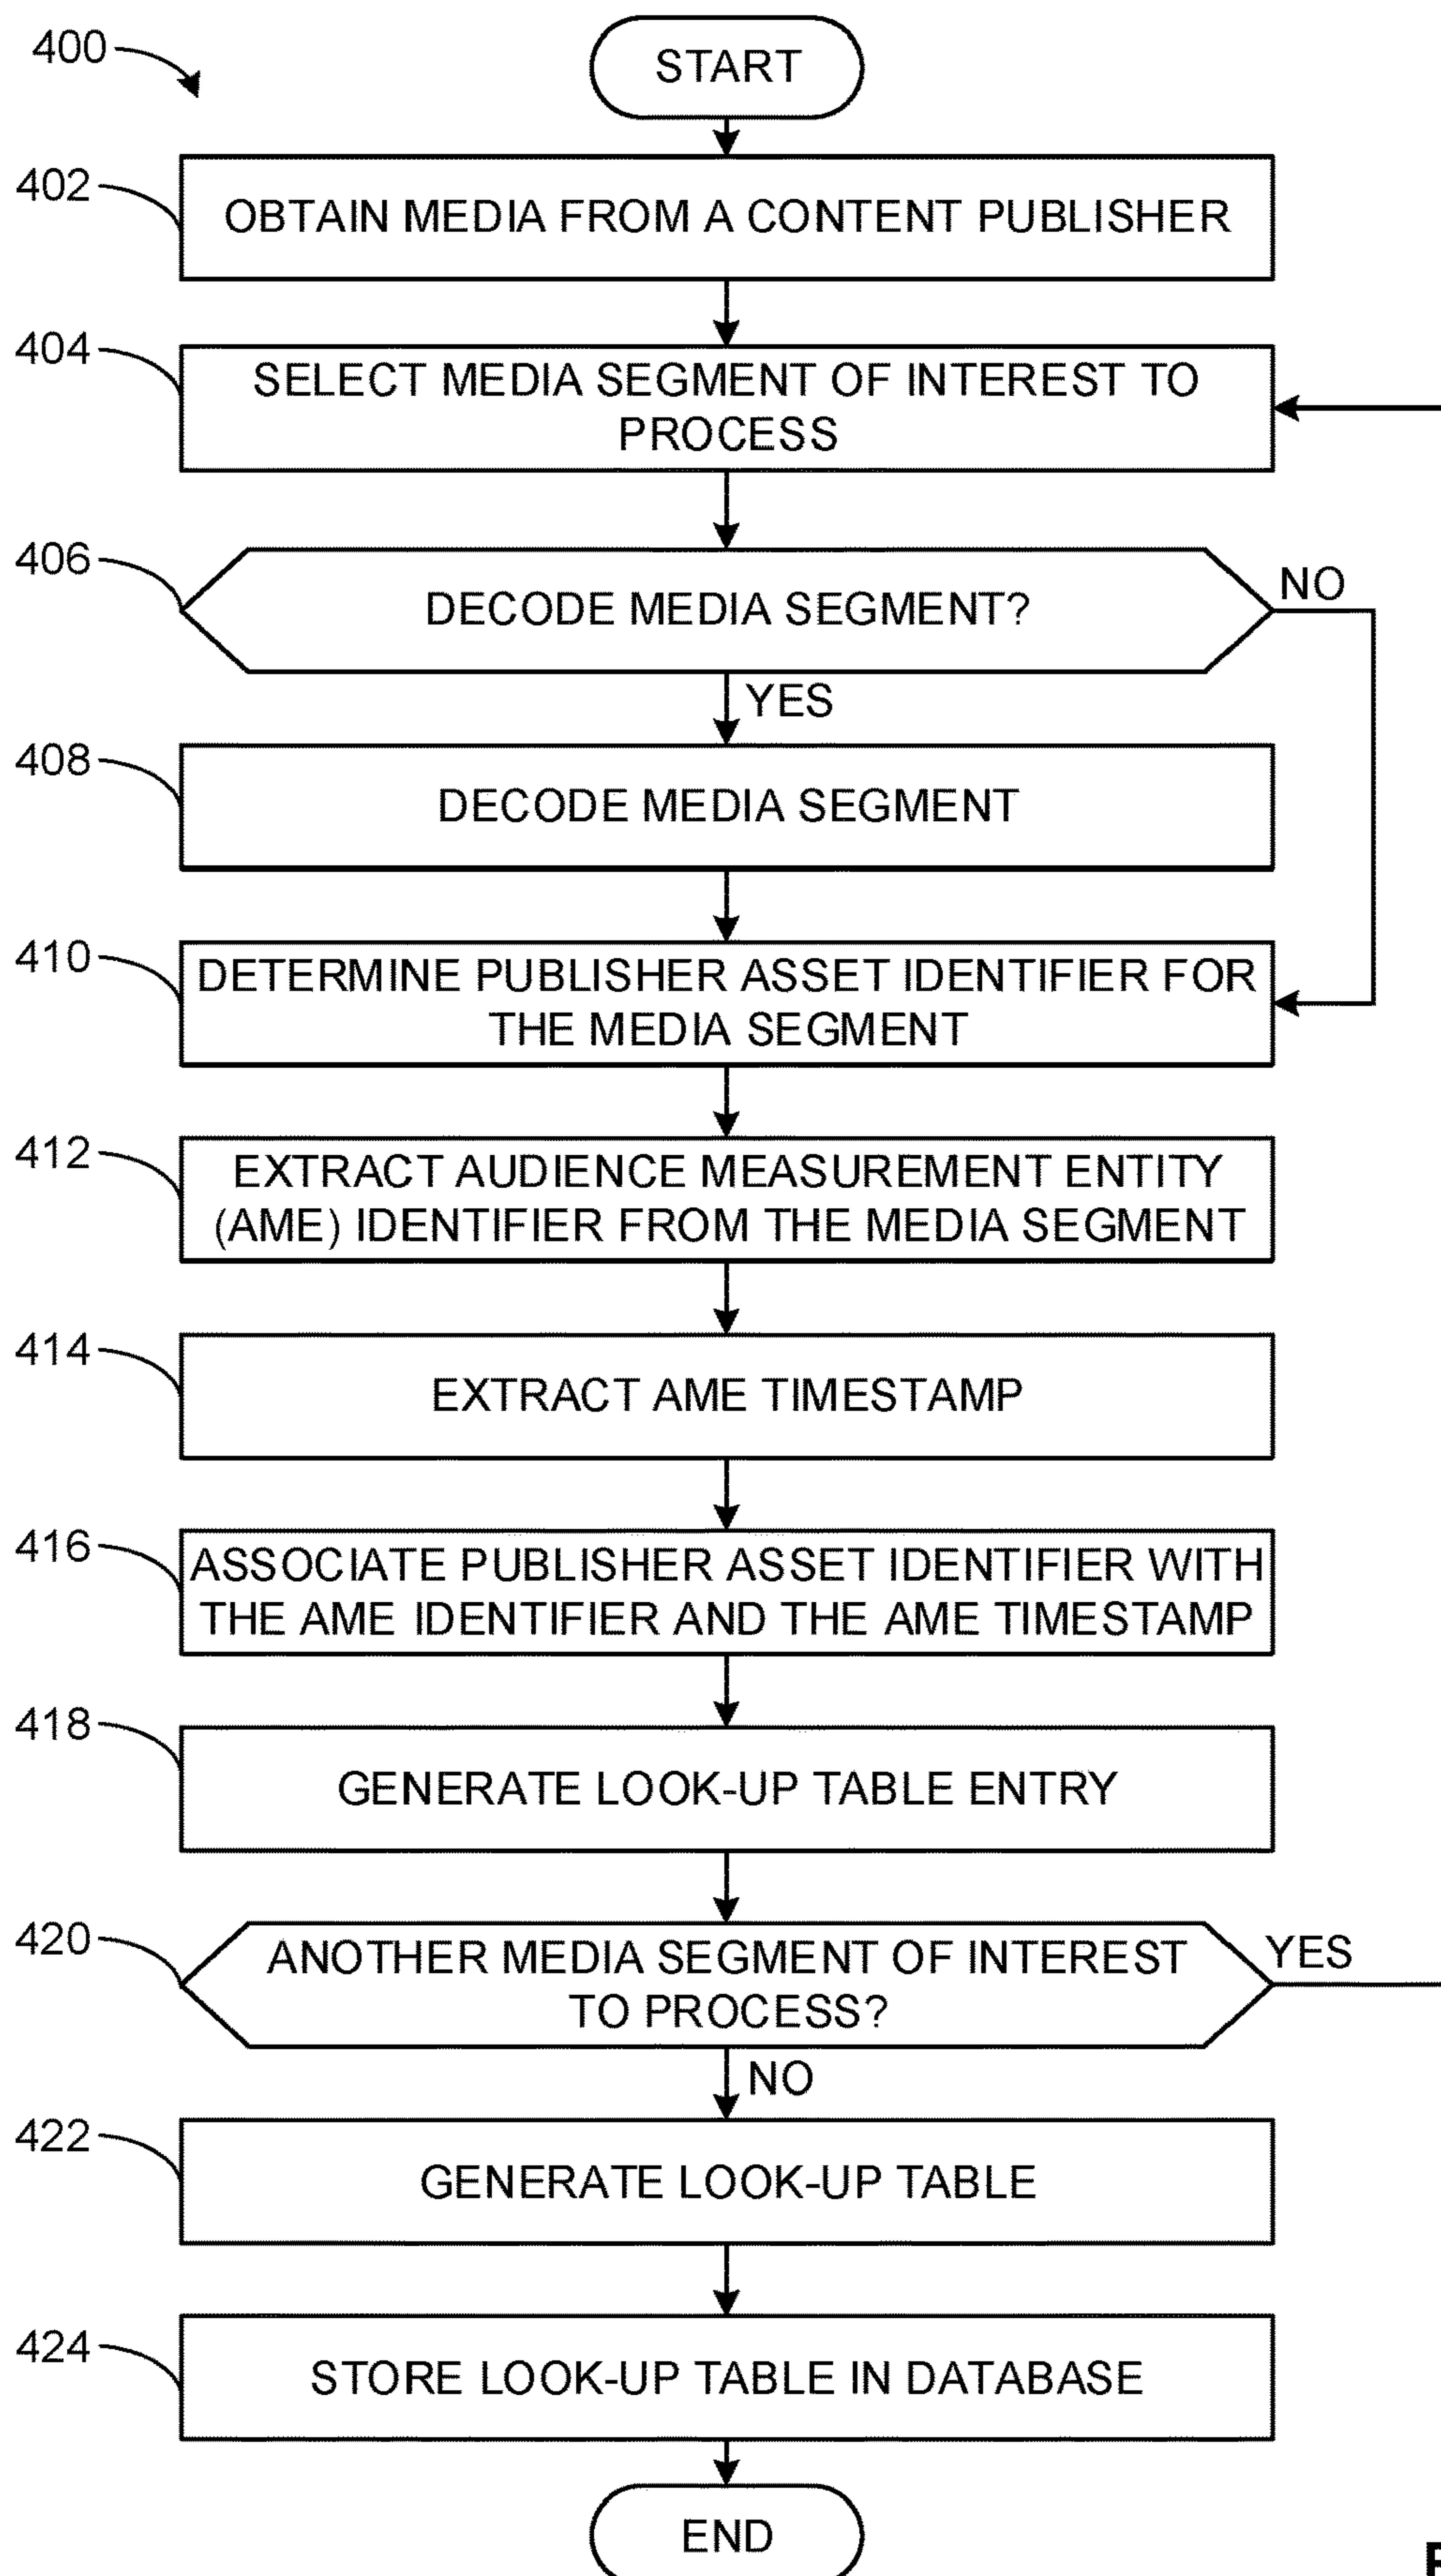 400
START
402
OBTAIN MEDIA FROM A CONTENT PUBLISHER
404
SELECT MEDIA SEGMENT OF INTEREST TO
PROCESS
406
DECODE MEDIA SEGMENT?
NO
YES
408
DECODE MEDIA SEGMENT
410
DETERMINE PUBLISHER ASSET IDENTIFIER FOR
THE MEDIA SEGMENT
412
EXTRACT AUDIENCE MEASUREMENT ENTITY
(AME) IDENTIFIER FROM THE MEDIA SEGMENT
414
EXTRACT AME TIMESTAMP
416
ASSOCIATE PUBLISHER ASSET IDENTIFIER WITH
THE AME IDENTIFIER AND THE AME TIMESTAMP
418
GENERATE LOOK-UP TABLE ENTRY
420
ANOTHER MEDIA SEGMENT OF INTEREST
TO PROCESS?
YES
NO
422
GENERATE LOOK-UP TABLE
424
STORE LOOK-UP TABLE IN DATABASE
END